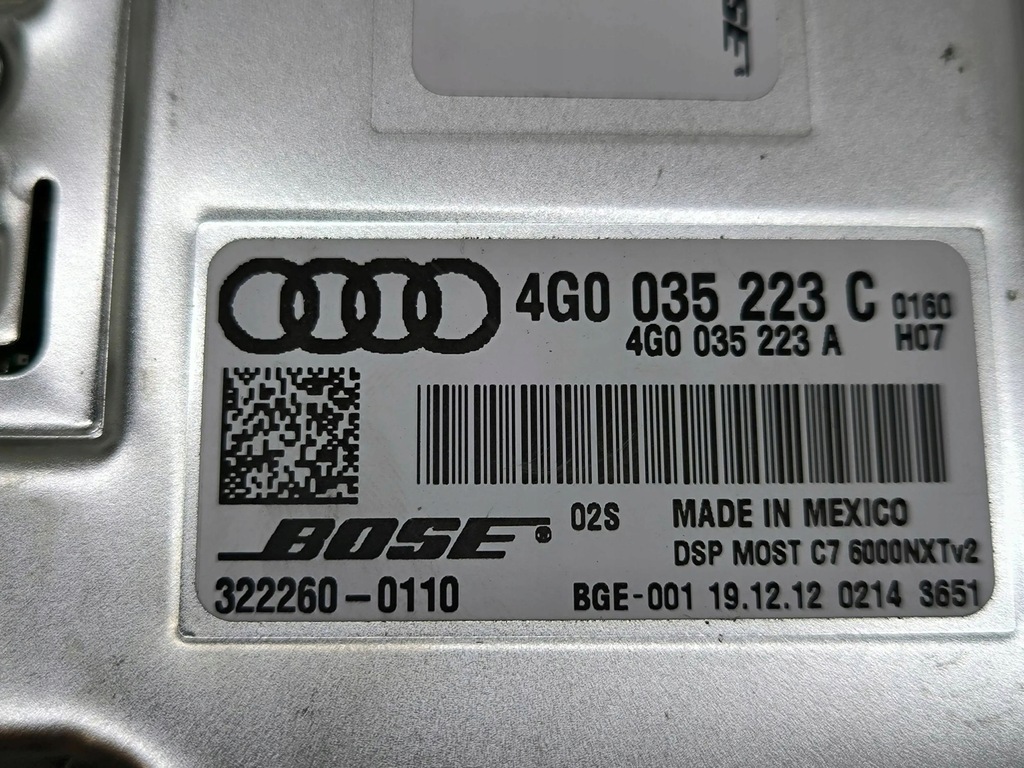 BOSE
4G0 035 223 C 0160
4G0 035 223 A H07
BOSE® 02S MADE IN MEXICO
DSP MOST C7 6000NXTv2
322260-0110 BGE-001 19.12.12 0214 3651